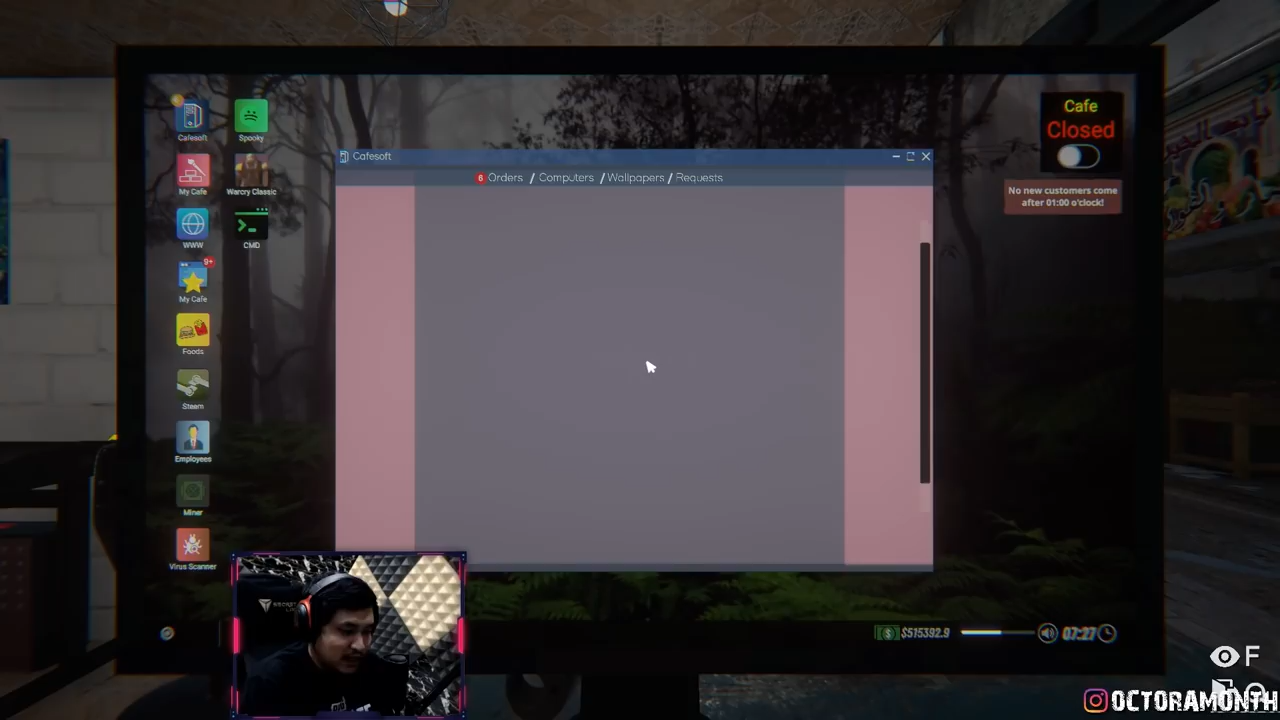 Cafesoft
Spooky
My Cafe
Warcry Classic
WWW
CMD
9+
My Cafe
Foods
Steam
Employees
Miner
Virus Scanner
Cafesoft
6 Orders / Computers / Wallpapers / Requests
Cafe
Closed
No new customers come
after 01:00 o'clock!
$515392.9
07:27
F
OCTORAMONTH